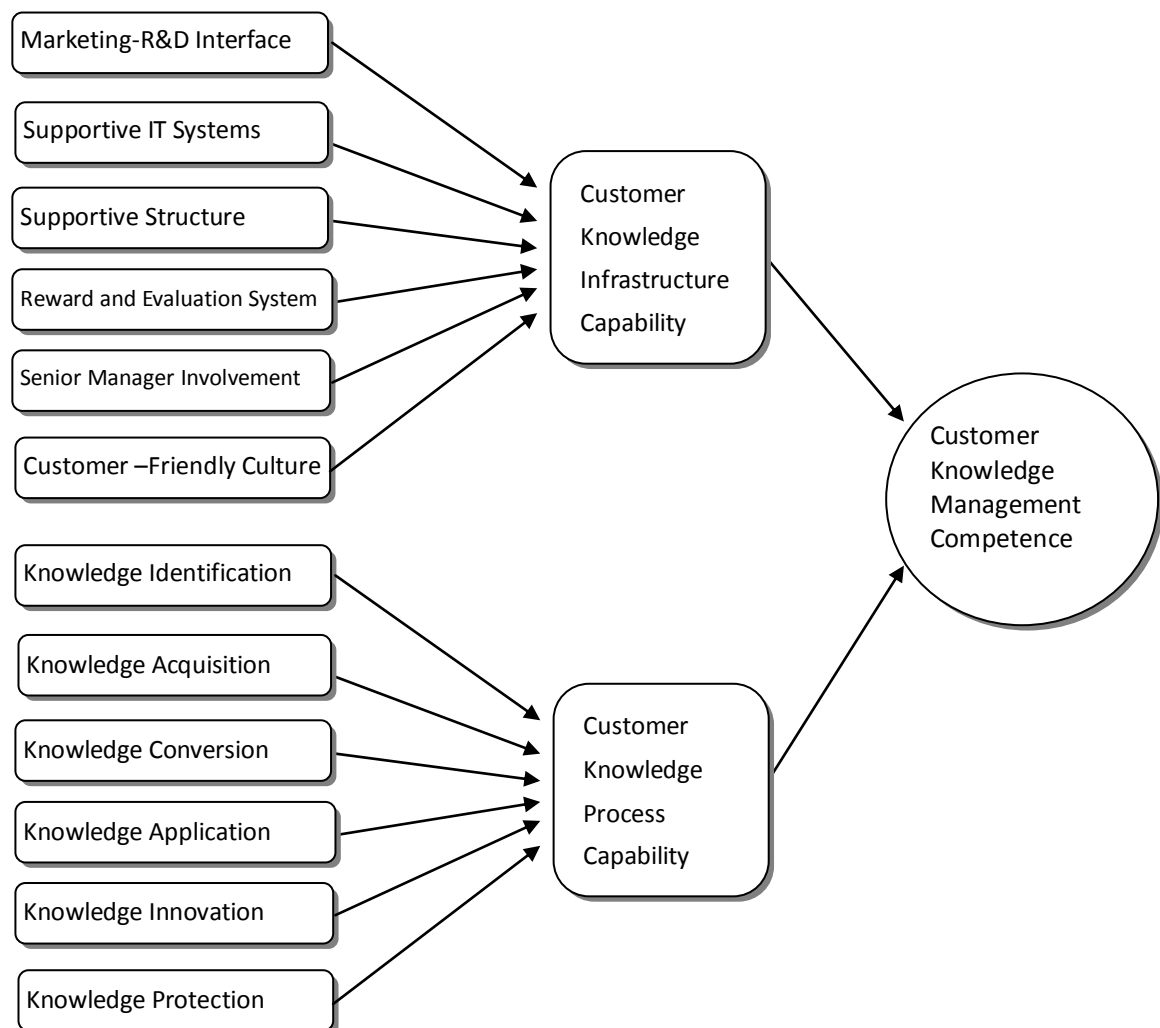 Marketing-R&D Interface
Supportive IT Systems
Supportive Structure
Reward and Evaluation System
Senior Manager Involvement
Customer –Friendly Culture
Customer
Knowledge
Infrastructure
Capability
Customer
Knowledge
Management
Competence
Knowledge Identification
Knowledge Acquisition
Knowledge Conversion
Knowledge Application
Knowledge Innovation
Knowledge Protection
Customer
Knowledge
Process
Capability